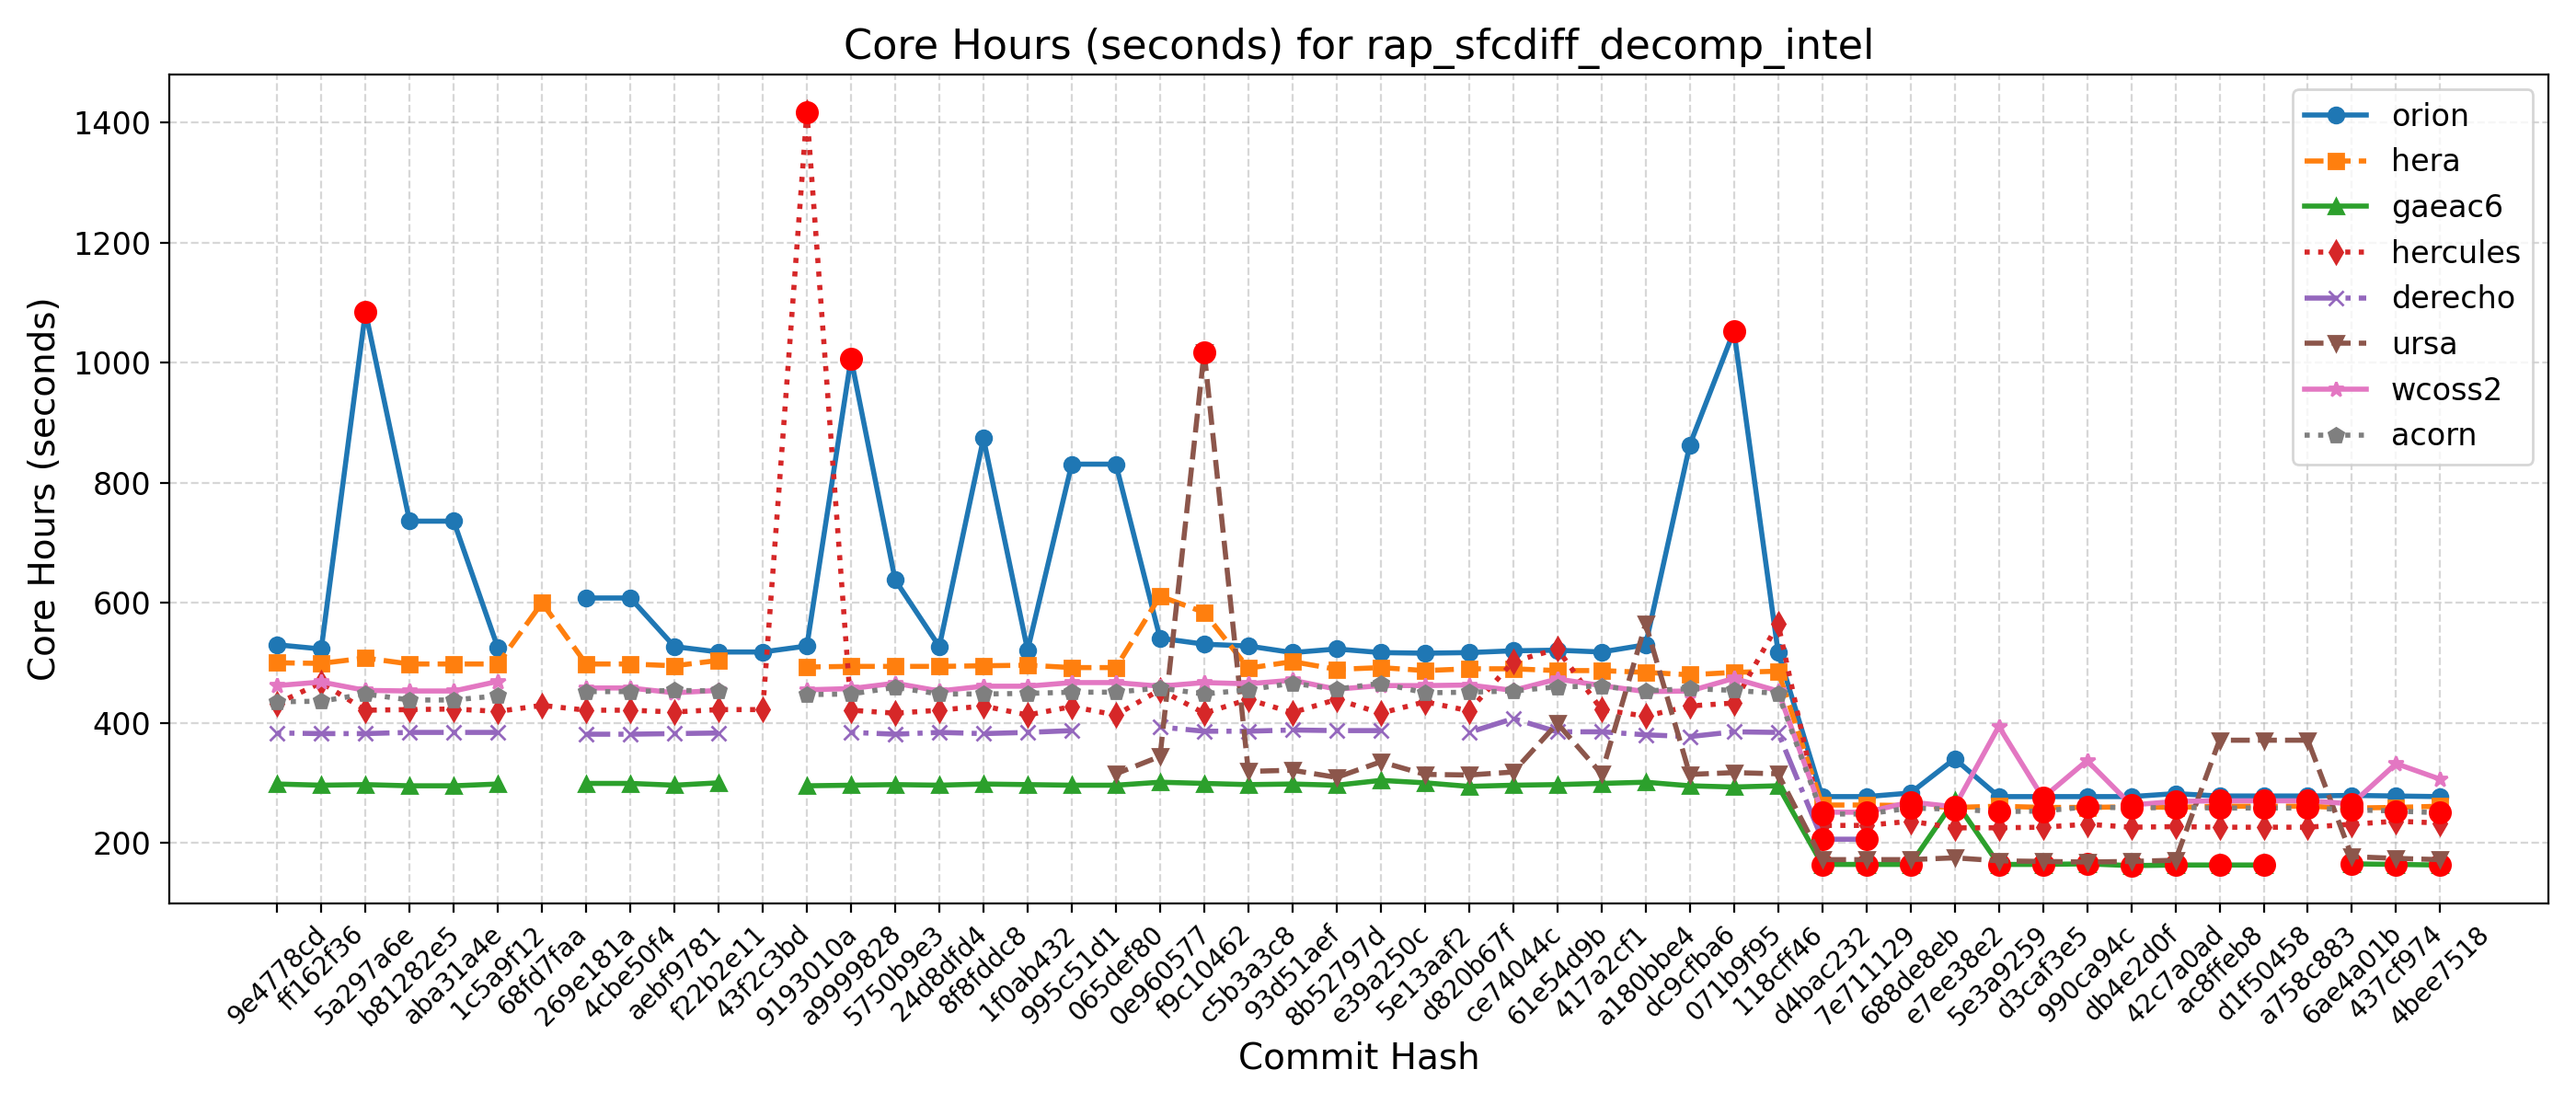 Core Hours (seconds) for rap_sfcdiff_decomp_intel
Core Hours (seconds)
1400
1200
1000
800
600
400
200
orion
hera
gaeac6
hercules
derecho
ursa
wcoss2
acorn
9e4778cd
ff162f36
5a297a6e
b81282e5
aba31a4e
1c5a9f12
68fd7faa
269e181a
4cbe50f4
aebf9781
f22b2e11
43f2c3bd
9193010a
a9999828
5750b9e3
24d8dfd4
8f8fddc8
1f0ab432
995c51d1
065def80
0e960577
f9c10462
c5b3a3c8
93d51aef
8b52797d
e39a250c
5e13aaf2
d820b67f
ce74044c
61e54d9b
417a2cf1
a180bbe4
dc9cfba6
071b9f95
118cff46
d4bac232
7e711129
688de8eb
e7ee38e2
5e3a9259
d3caf3e5
990ca94c
db4e2d0f
42c7a0ad
ac8ffeb8
d1f50458
a758c883
6ae4a01b
437cf974
4bee7518
Commit Hash